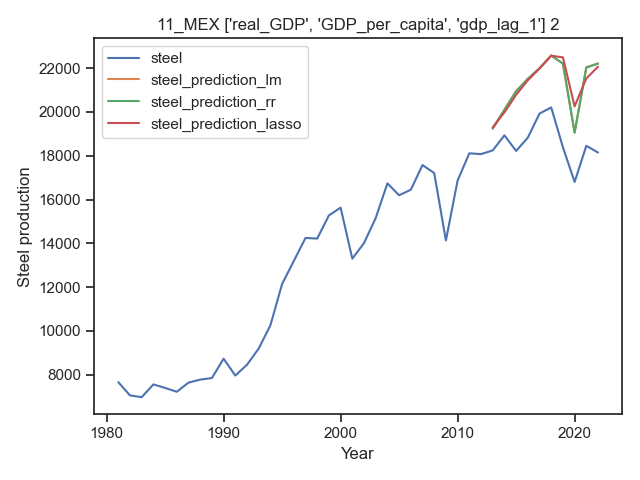 11_MEX ['real_GDP', 'GDP_per_capita', 'gdp_lag_1'] 2
steel
steel_prediction_lm
steel_prediction_rr
steel_prediction_lasso
Steel production
22000
20000
18000
16000
14000
12000
10000
8000
1980
1990
2000
2010
2020
Year